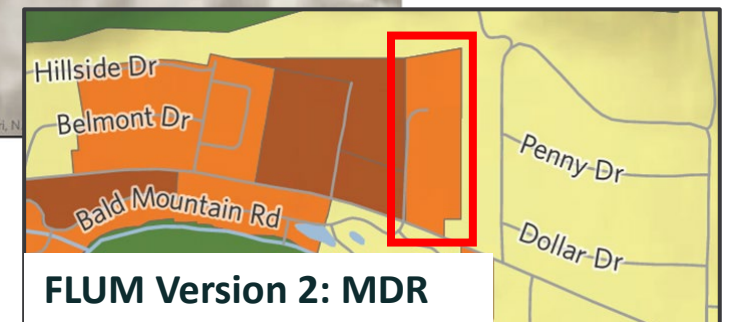 Hillside Dr
Belmont Dr
Bald Mountain Rd
Penny Dr
Dollar Dr
FLUM Version 2: MDR